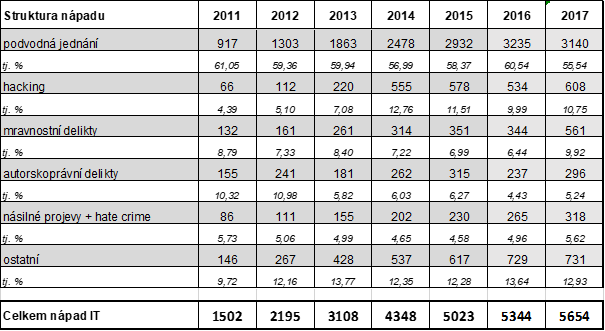 Struktura nápadu 2011 2012 2013 2014 2015 2016 2017
podvodná jednání 917 1303 1863 2478 2932 3235 3140
tj. % 61,05 59,36 59,94 56,99 58,37 60,54 55,54
hacking 66 112 220 555 578 534 608
tj. % 4,39 5,10 7,08 12,76 11,51 9,99 10,75
mravnostní delikty 132 161 261 314 351 344 561
tj. % 8,79 7,33 8,40 7,22 6,99 6,44 9,92
autorskoprávní delikty 155 241 181 262 315 237 296
tj. % 10,32 10,98 5,82 6,03 6,27 4,43 5,24
násilné projevy + hate crime 86 111 155 202 230 265 318
tj. % 5,73 5,06 4,99 4,65 4,58 4,96 5,62
ostatní 146 267 428 537 617 729 731
tj. % 9,72 12,16 13,77 12,35 12,28 13,64 12,93
Celkem nápad IT 1502 2195 3108 4348 5023 5344 5654